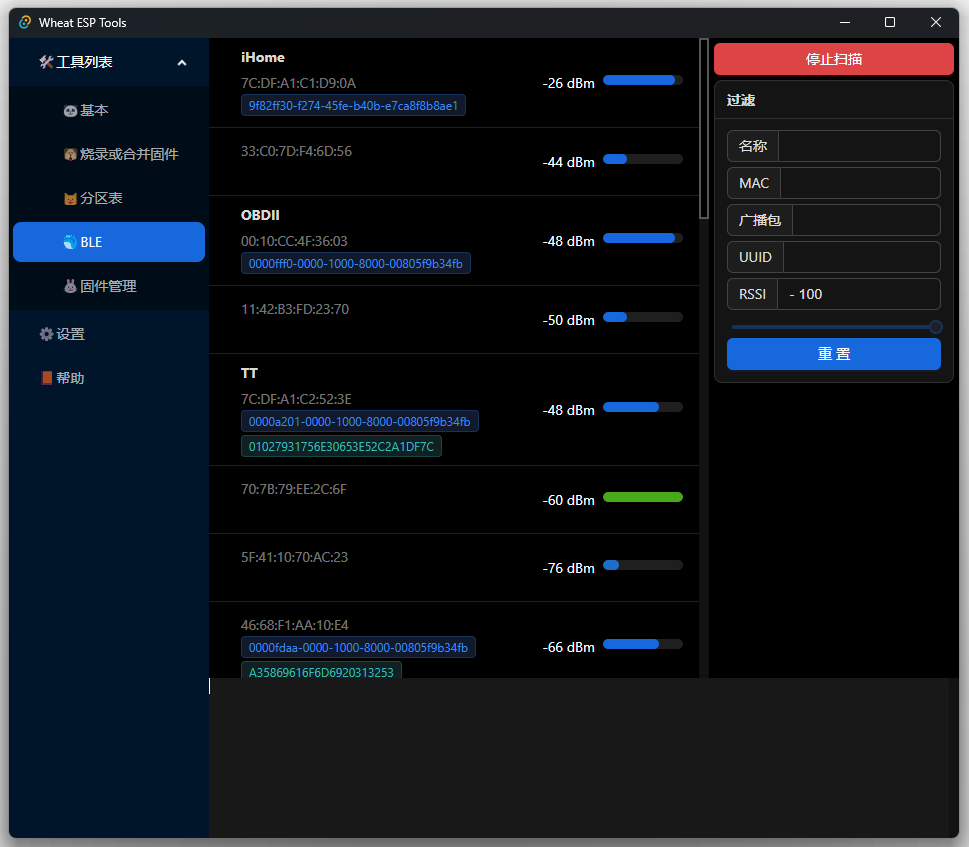 Wheat ESP Tools
工具列表
基本
烧录或合并固件
分区表
BLE
固件管理
设置
帮助
iHome
7C:DF:A1:C1:D9:0A
9f82ff30-f274-45fe-b40b-e7ca8f8b8ae1
-26 dBm
33:C0:7D:F4:6D:56
-44 dBm
OBDII
00:10:CC:4F:36:03
0000fff0-0000-1000-8000-00805f9b34fb
-48 dBm
11:42:B3:FD:23:70
-50 dBm
TT
7C:DF:A1:C2:52:3E
0000a201-0000-1000-8000-00805f9b34fb
01027931756E30653E52C2A1DF7C
-48 dBm
70:7B:79:EE:2C:6F
-60 dBm
5F:41:10:70:AC:23
-76 dBm
46:68:F1:AA:10:E4
0000fdaa-0000-1000-8000-00805f9b34fb
A35869616F6D6920313253
-66 dBm
停止扫描
过滤
名称
MAC
广播包
UUID
RSSI - 100
重 置